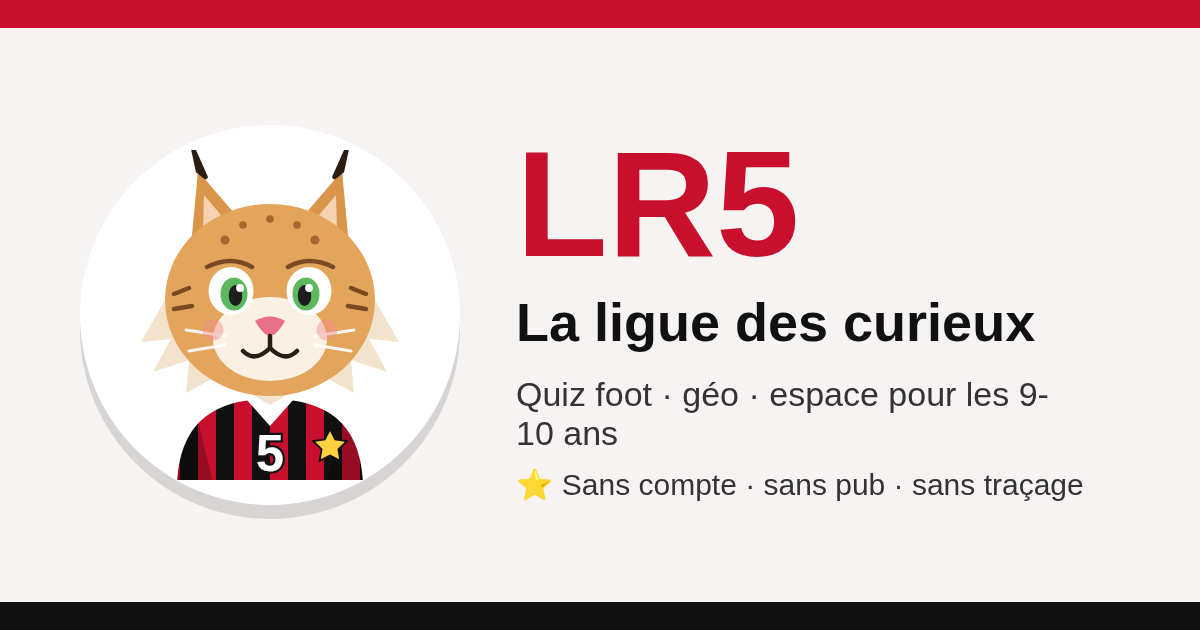 LR5
La ligue des curieux
Quiz foot · géo · espace pour les 9-
10 ans
⭐ Sans compte · sans pub · sans traçage
5